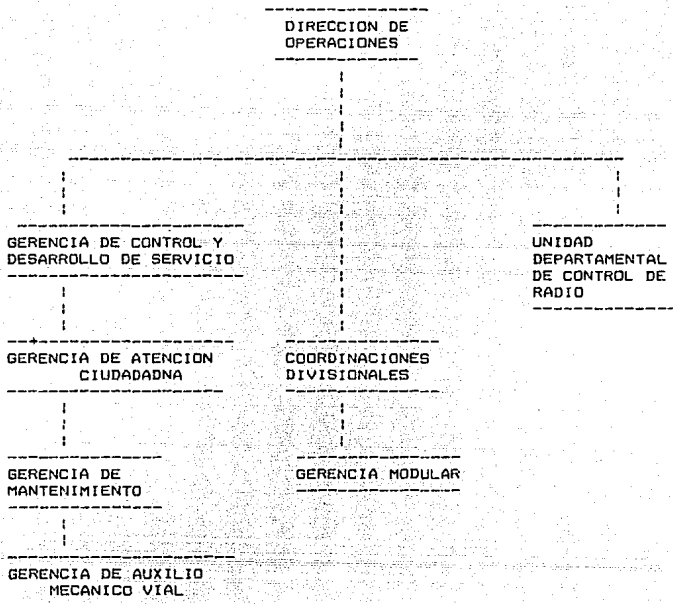 DIRECCION DE
OPERACIONES
GERENCIA DE CONTROL Y
DESARROLLO DE SERVICIO
UNIDAD
DEPARTAMENTAL
DE CONTROL DE
RADIO
GERENCIA DE ATENCION
CIUDADADNA
COORDINACIONES
DIVISIONALES
GERENCIA DE
MANTENIMIENTO
GERENCIA MODULAR
GERENCIA DE AUXILIO
MECANICO VIAL